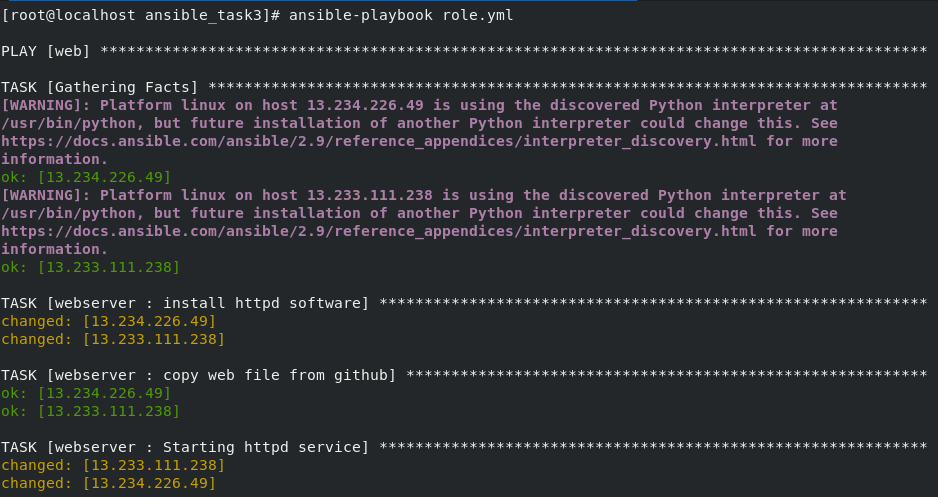 [root@localhost ansible_task3]# ansible-playbook role.yml
PLAY [web] ********************************************************************************************
TASK [Gathering Facts] ********************************************************************************
[WARNING]: Platform linux on host 13.234.226.49 is using the discovered Python interpreter at
/usr/bin/python, but future installation of another Python interpreter could change this. See
https://docs.ansible.com/ansible/2.9/reference_appendices/interpreter_discovery.html for more
information.
ok: [13.234.226.49]
[WARNING]: Platform linux on host 13.233.111.238 is using the discovered Python interpreter at
/usr/bin/python, but future installation of another Python interpreter could change this. See
https://docs.ansible.com/ansible/2.9/reference_appendices/interpreter_discovery.html for more
information.
ok: [13.233.111.238]
TASK [webserver : install httpd software] *************************************************************
changed: [13.234.226.49]
changed: [13.233.111.238]
TASK [webserver : copy web file from github] **********************************************************
ok: [13.234.226.49]
ok: [13.233.111.238]
TASK [webserver : Starting httpd service] *************************************************************
changed: [13.233.111.238]
changed: [13.234.226.49]